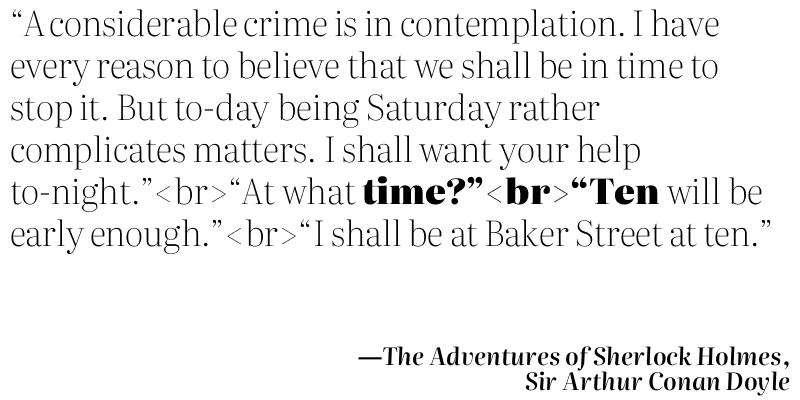 “A considerable crime is in contemplation. I have
every reason to believe that we shall be in time to
stop it. But to-day being Saturday rather
complicates matters. I shall want your help
to-night.”<br>“At what time?”<br>“Ten will be
early enough.”<br>“I shall be at Baker Street at ten.”
—The Adventures of Sherlock Holmes,
Sir Arthur Conan Doyle